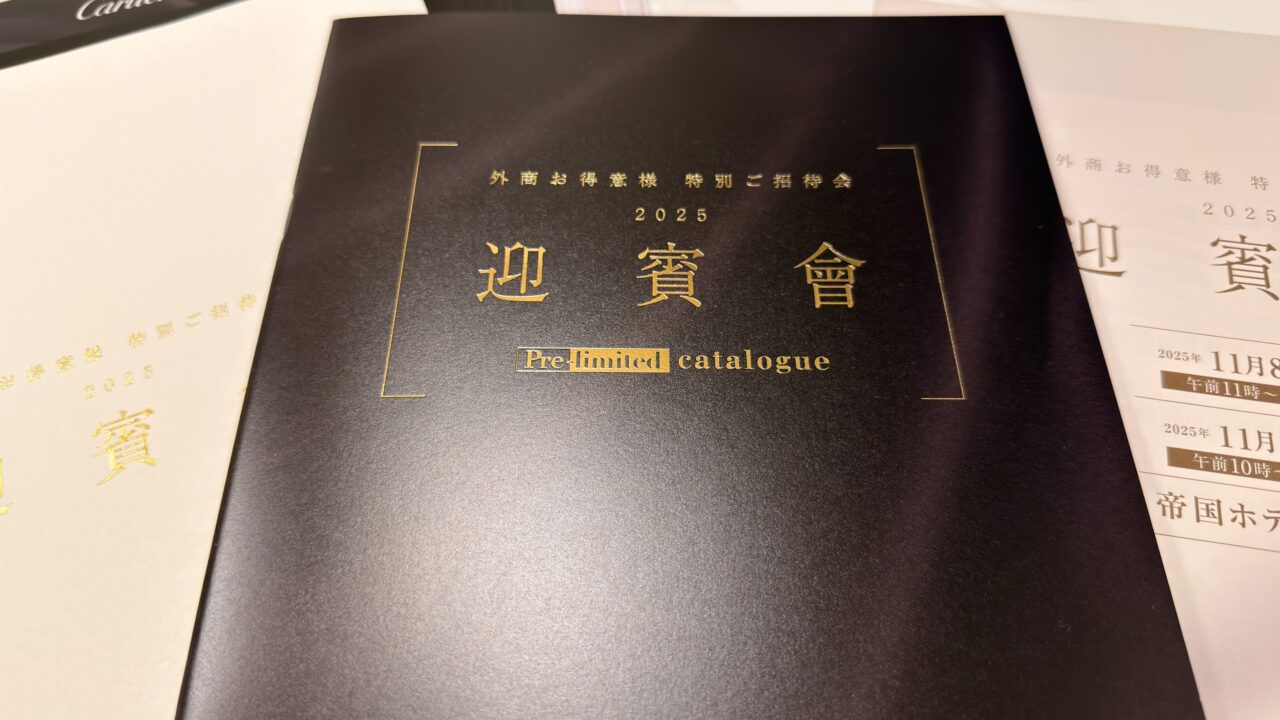 外商お得意様 特別ご招待会
2025
迎賓會
Pre-limited catalogue
お得意様 特別ご招待
2025
賓
外商お得意様 特
2025
迎賓
2025年 11月8
午前11時〜
2025年 11月
午前10時〜
帝国ホテ